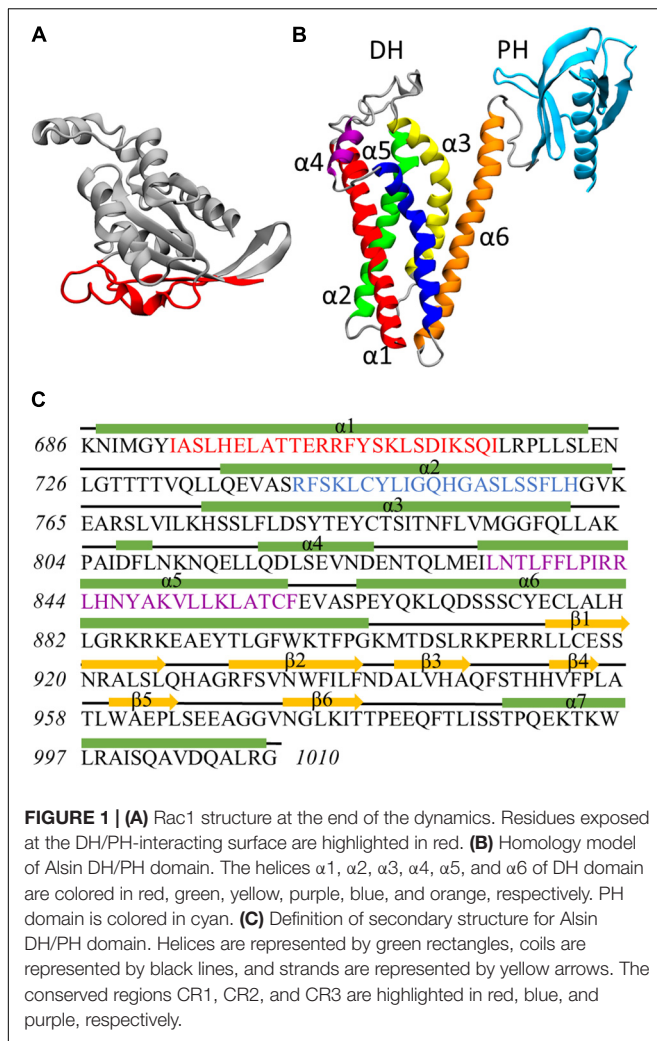 A
B
DH
PH
α4
α5
α3
α6
α2
α1
C
α1
686 KNIMGYIASLHELATTERRFYSKLSDIKSQILRPLLSLEN
α2
726 LGTTTTVQLLQEVASRFSKLCYLIGQHGASLSSFLHGVK
α3
765 EARSLVILKHSSLFLDSYTEYCTSITNFLVMGGFQLLAK
α4
804 PAIDFLNKNQELLQDLSEVNDENTQLMEILNTLFFLPIRR
α5 α6
844 LHNYAKVLLKLATCFEVASPEYQKLQDSSSCYECLALH
β1
882 LGRKRKEAEYTLGFWKTFPGKMTDSLRKPERRLLCESS
β2 β3 β4
920 NRALSLQHAGRFSVNWFILFNDALVHAQFSTHHVFPLA
β5 β6 α7
958 TLWAEPLSEEAGGVNGLKITTPEEQFTLISSTPQEKTKW
997 LRAISQAVDQALRG 1010
FIGURE 1 | (A) Rac1 structure at the end of the dynamics. Residues exposed
at the DH/PH-interacting surface are highlighted in red. (B) Homology model
of Alsin DH/PH domain. The helices α1, α2, α3, α4, α5, and α6 of DH domain
are colored in red, green, yellow, purple, blue, and orange, respectively. PH
domain is colored in cyan. (C) Definition of secondary structure for Alsin
DH/PH domain. Helices are represented by green rectangles, coils are
represented by black lines, and strands are represented by yellow arrows. The
conserved regions CR1, CR2, and CR3 are highlighted in red, blue, and
purple, respectively.